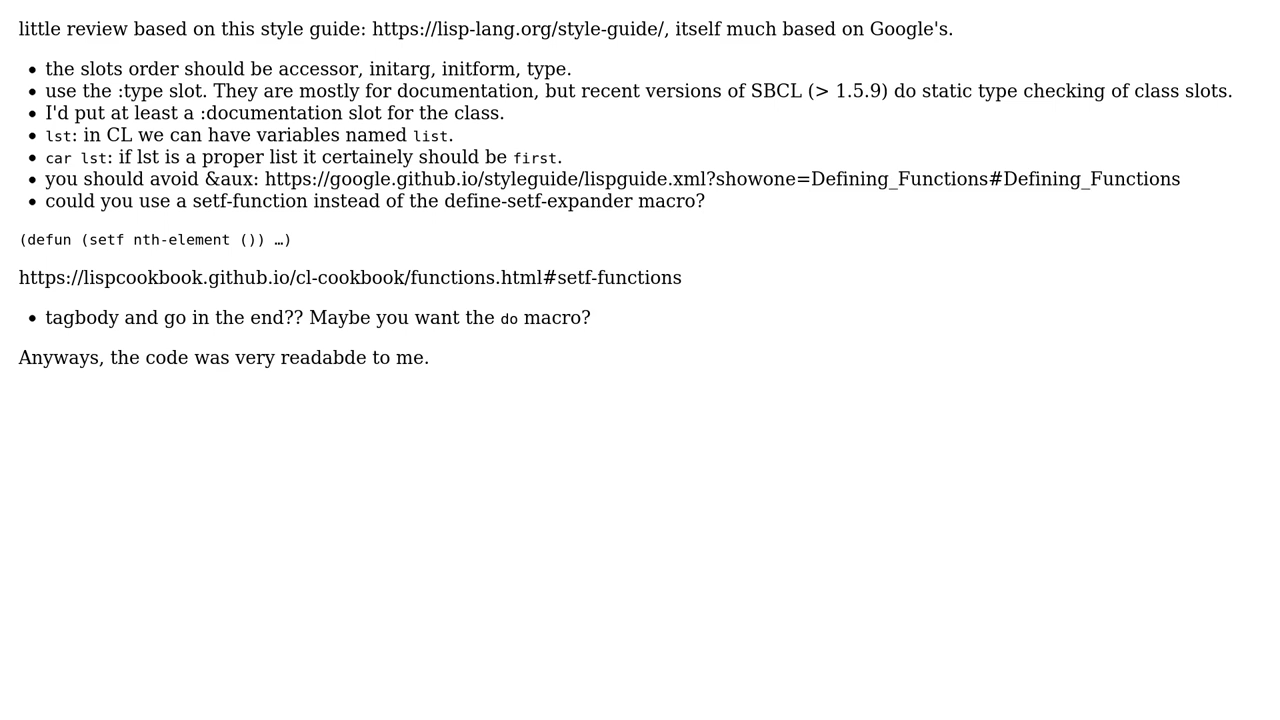 little review based on this style guide: https://lisp-lang.org/style-guide/, itself much based on Google's.
• the slots order should be accessor, initarg, initform, type.
• use the :type slot. They are mostly for documentation, but recent versions of SBCL (> 1.5.9) do static type checking of class slots.
• I'd put at least a :documentation slot for the class.
• lst: in CL we can have variables named list.
• car lst: if lst is a proper list it certainely should be first.
• you should avoid &aux: https://google.github.io/styleguide/lispguide.xml?showone=Defining_Functions#Defining_Functions
• could you use a setf-function instead of the define-setf-expander macro?
(defun (setf nth-element ()) …)
https://lispcookbook.github.io/cl-cookbook/functions.html#setf-functions
• tagbody and go in the end?? Maybe you want the do macro?
Anyways, the code was very readabde to me.